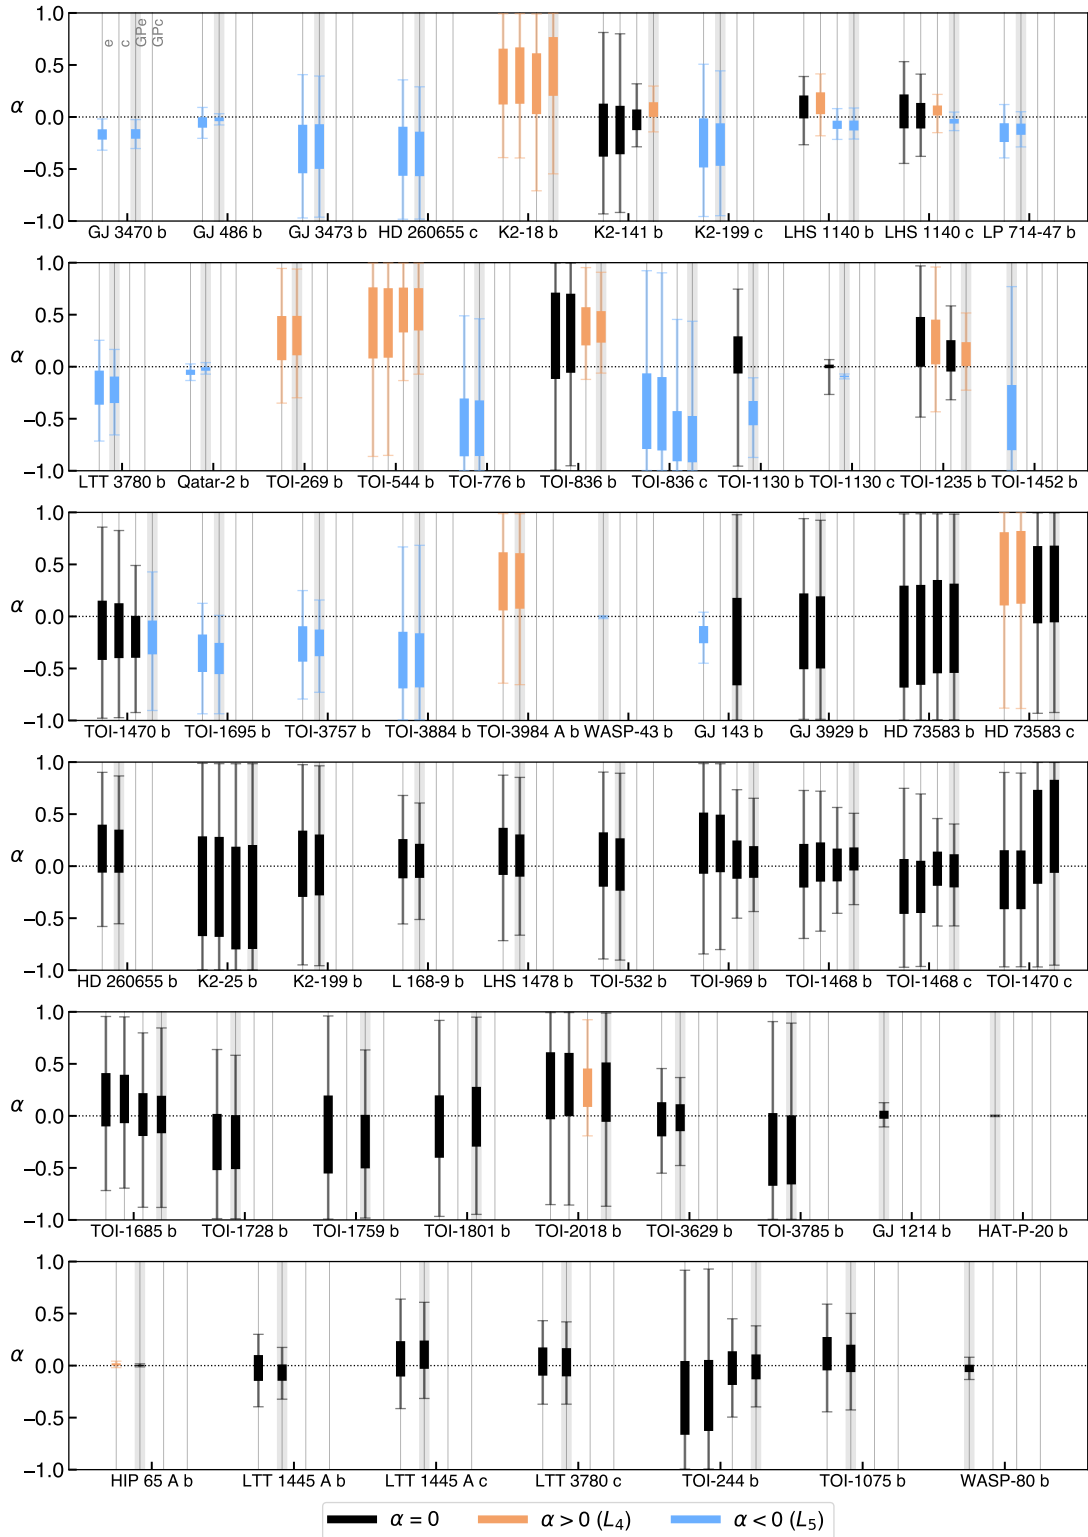 1.0
e c GPe GPc
0.5
α 0.0
−0.5
−1.0
GJ 3470 b GJ 486 b GJ 3473 b HD 260655 c K2-18 b K2-141 b K2-199 c LHS 1140 b LHS 1140 c LP 714-47 b
1.0
0.5
α 0.0
−0.5
−1.0
LTT 3780 b Qatar-2 b TOI-269 b TOI-544 b TOI-776 b TOI-836 b TOI-836 c TOI-1130 b TOI-1130 c TOI-1235 b TOI-1452 b
1.0
0.5
α 0.0
−0.5
−1.0
TOI-1470 b TOI-1695 b TOI-3757 b TOI-3884 b TOI-3984 A b WASP-43 b GJ 143 b GJ 3929 b HD 73583 b HD 73583 c
1.0
0.5
α 0.0
−0.5
−1.0
HD 260655 b K2-25 b K2-199 b L 168-9 b LHS 1478 b TOI-532 b TOI-969 b TOI-1468 b TOI-1468 c TOI-1470 c
1.0
0.5
α 0.0
−0.5
−1.0
TOI-1685 b TOI-1728 b TOI-1759 b TOI-1801 b TOI-2018 b TOI-3629 b TOI-3785 b GJ 1214 b HAT-P-20 b
1.0
0.5
α 0.0
−0.5
−1.0
HIP 65 A b LTT 1445 A b LTT 1445 A c LTT 3780 c TOI-244 b TOI-1075 b WASP-80 b
α = 0 α > 0 (L₄) α < 0 (L₅)